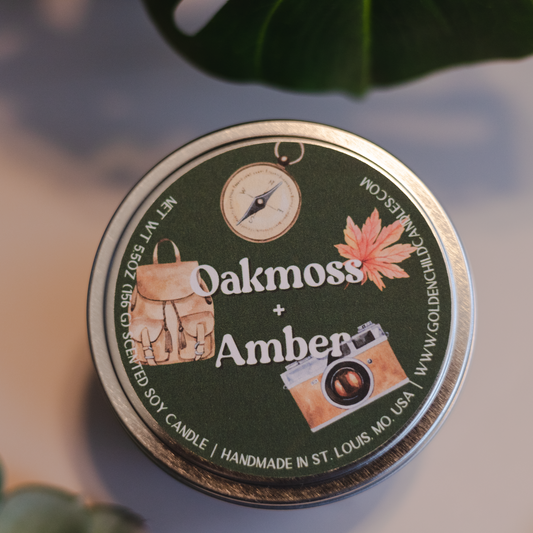 Oakmoss
+
Amber
NET WT 5.5OZ (156 G) SCENTED SOY CANDLE | HANDMADE IN ST. LOUIS, MO, USA | WWW.GOLDENCHILDCANDLES.COM